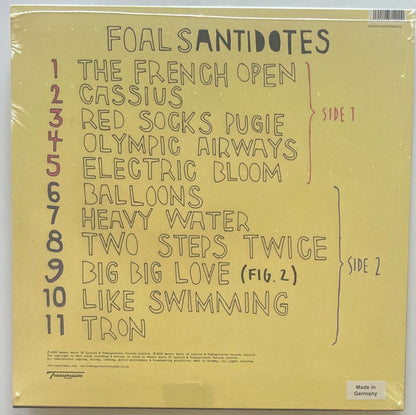 FOALS ANTIDOTES
1 THE FRENCH OPEN
2 CASSIUS
3 RED SOCKS PUGIE
4 OLYMPIC AIRWAYS
5 ELECTRIC BLOOM
SIDE 1
6 BALLOONS
7 HEAVY WATER
8 TWO STEPS TWICE
9 BIG BIG LOVE (FIG. 2)
10 LIKE SWIMMING
11 TRON
SIDE 2
Transgressive
Made in
Germany